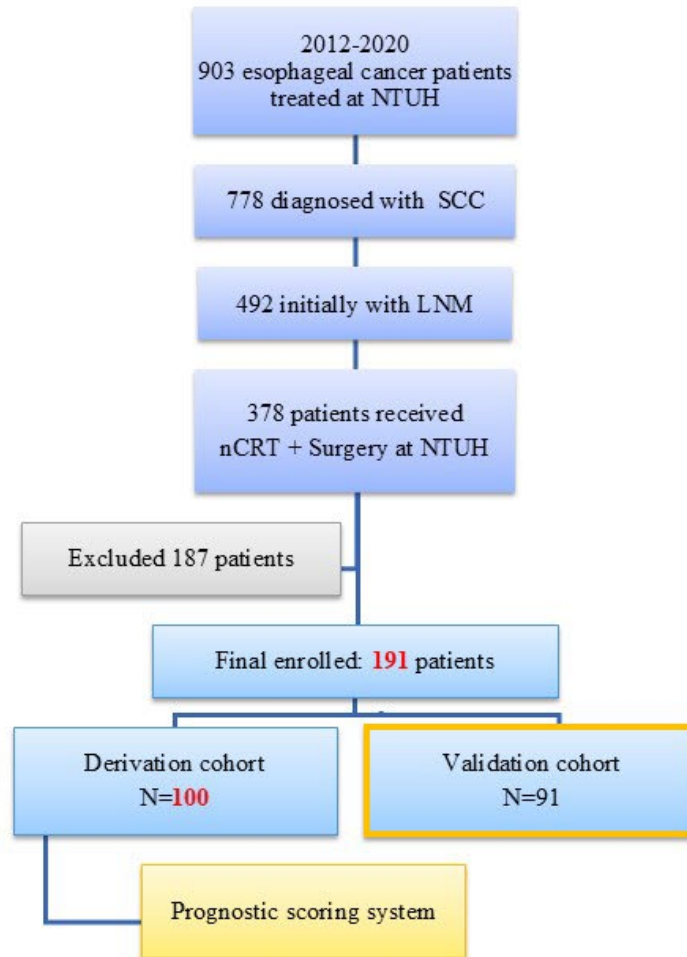 2012-2020
903 esophageal cancer patients
treated at NTUH
778 diagnosed with SCC
492 initially with LNM
378 patients received
nCRT + Surgery at NTUH
Excluded 187 patients
Final enrolled: 191 patients
Derivation cohort
N=100
Validation cohort
N=91
Prognostic scoring system